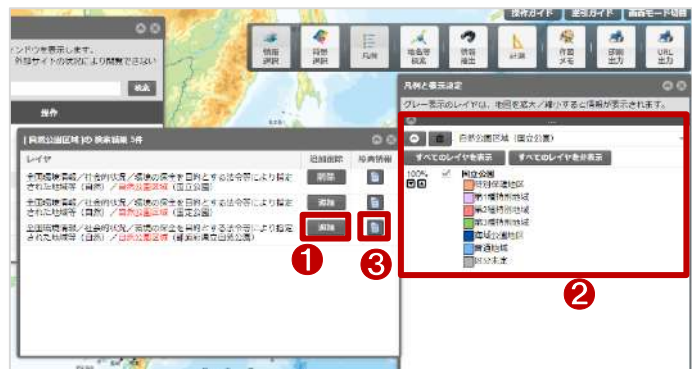 操作ガイド 逆引ガイド 画面モード切替
ンドウを表示します。
外部サイトの状況により閲覧できない
検索
操作
情報選択 背景選択 凡例 地名等検索 情報抽出 計測 作図メモ 印刷出力 URL出力
[自然公園区域]の検索結果 5件
レイヤ 追加削除 原典情報
全国環境情報／社会的状況／環境の保全を目的とする法令等により指定
された地域等（自然）／自然公園区域（国立公園）
削除
全国環境情報／社会的状況／環境の保全を目的とする法令等により指定
された地域等（自然）／自然公園区域（国定公園）
追加
全国環境情報／社会的状況／環境の保全を目的とする法令等により指定
された地域等（自然）／自然公園区域（都道府県立自然公園）
追加
1
3
凡例と表示設定
グレー表示のレイヤは、地図を拡大／縮小すると情報が表示されます。
自然公園区域（国立公園）
すべてのレイヤを表示 すべてのレイヤを非表示
100% 国立公園
特別保護地区
第1種特別地域
第2種特別地域
第3種特別地域
海域公園地区
普通地域
区分未定
2